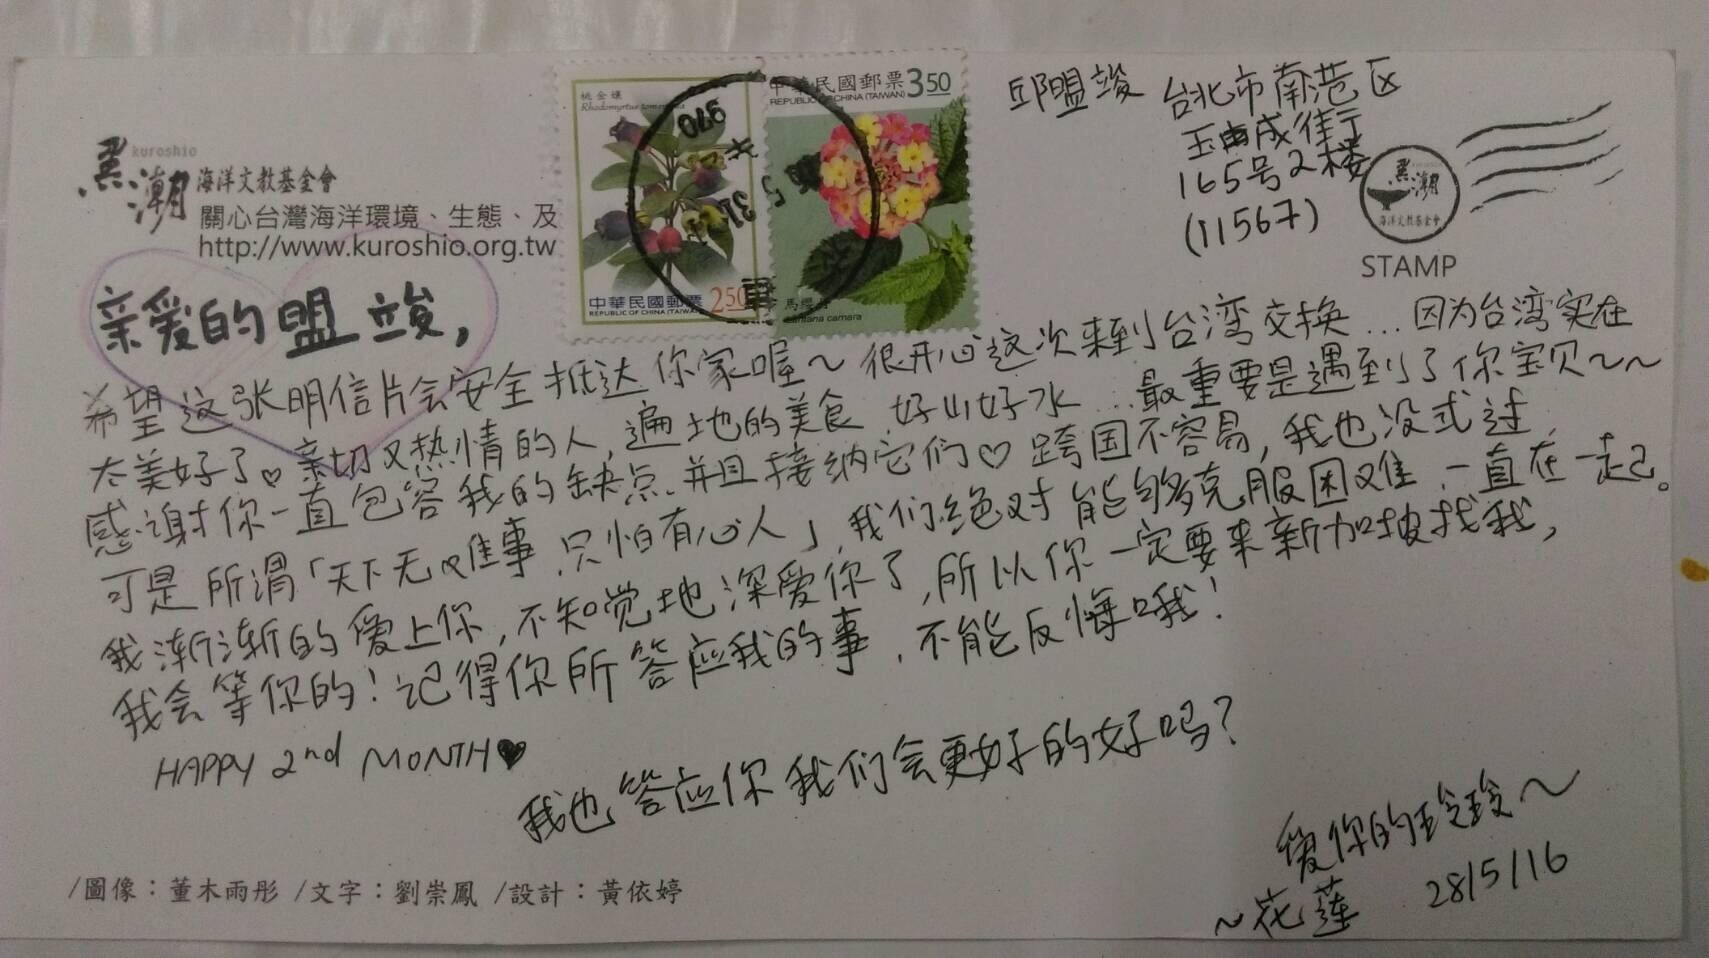 kuroshio
黑潮 海洋文教基金會
關心台灣海洋環境、生態、及
http://www.kuroshio.org.tw
桃金孃
Rhodomyrtus tomentosa
中華民國郵票 2.50
REPUBLIC OF CHINA (TAIWAN)
中華民國郵票 3.50
REPUBLIC OF CHINA (TAIWAN)
馬纓丹
Lantana camara
970
5.31
邱盟竣
台北市南港区
玉成街
165号2楼
(11567)
黑潮
海洋文教基金會
STAMP
亲爱的盟竣,
希望这张明信片会安全抵达你家喔～很开心这次来到台湾交换...因为台湾实在
太美好了♡亲切又热情的人,遍地的美食,好山好水...最重要是遇到了你宝贝～～
感谢你一直包容我的缺点,并且接纳它们♡跨国不容易,我也没式过,
可是所谓「天下无难事,只怕有心人」,我们绝对能够克服困难,一直在一起。
我渐渐的爱上你,不知觉地深爱你了,所以你一定要来新加坡找我,
我会等你的!记得你所答应我的事,不能反悔哦!
HAPPY 2nd MONTH♥
我也答应你我们会更好的好吗?
爱你的玲玲～
～花蓮 28/5/16
/圖像：董木雨彤 /文字：劉崇鳳 /設計：黃依婷